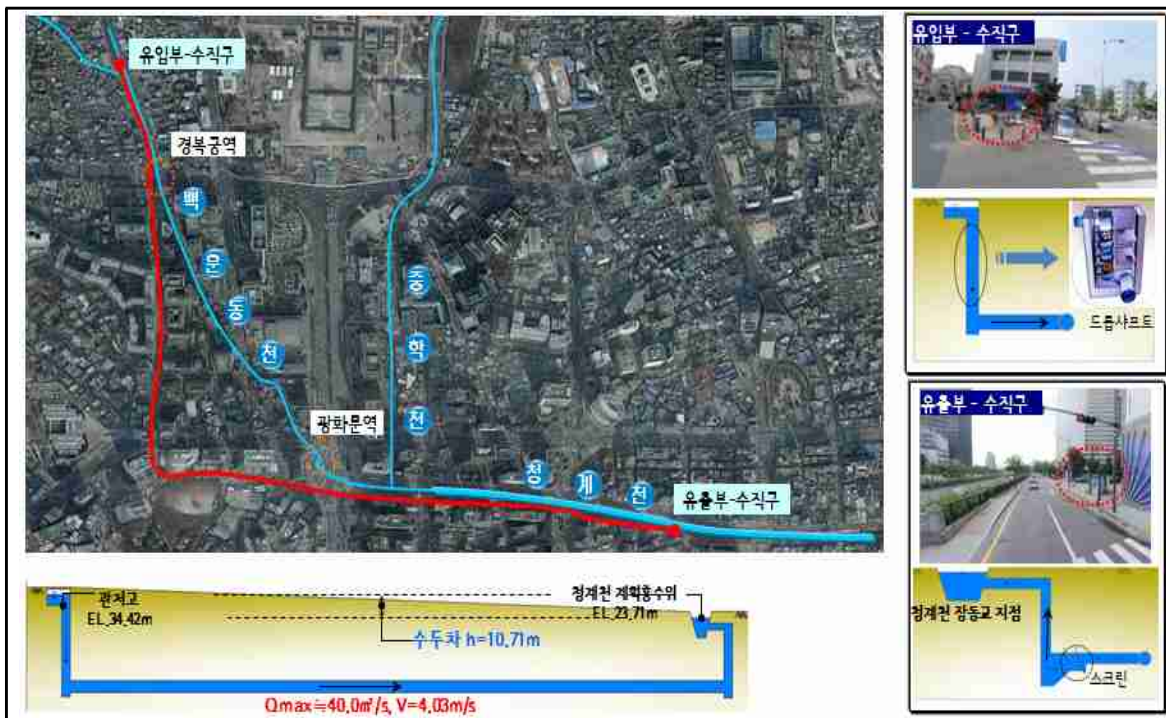 유입부-수직구
경복궁역
백
운
동
천
중
학
천
광화문역
청
계
천
유출부-수직구
관저고
EL.34.42m
청계천 계획홍수위
EL.23.71m
수두차 h=10.71m
Qmax≒40.0㎥/s, V=4.03m/s
유입부 - 수직구
드롭샤프트
유출부 - 수직구
청계천 장통교 지점
스크린